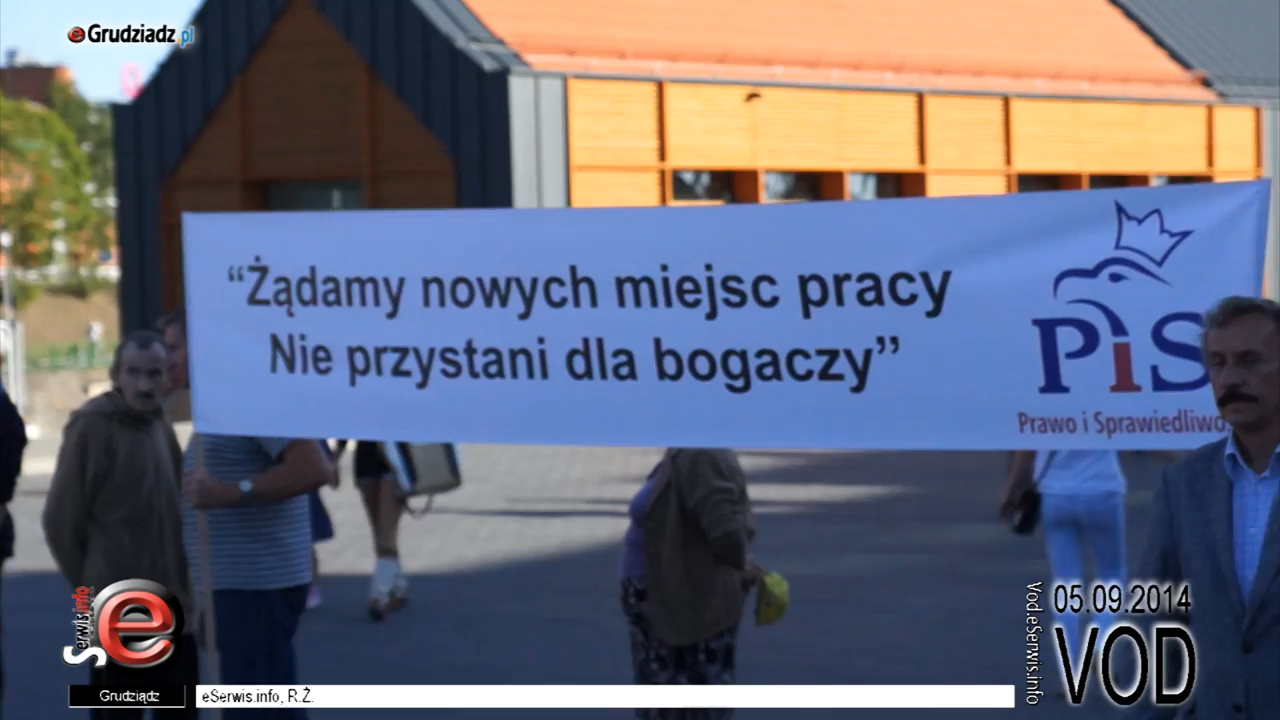 eGrudziadz.pl
“Żądamy nowych miejsc pracy
Nie przystani dla bogaczy”
PiS
Prawo i Sprawiedliwo
Serwis.info
Grudziądz
eSerwis.info, R.Ż.
Vod.eSerwis.info
05.09.2014
VOD